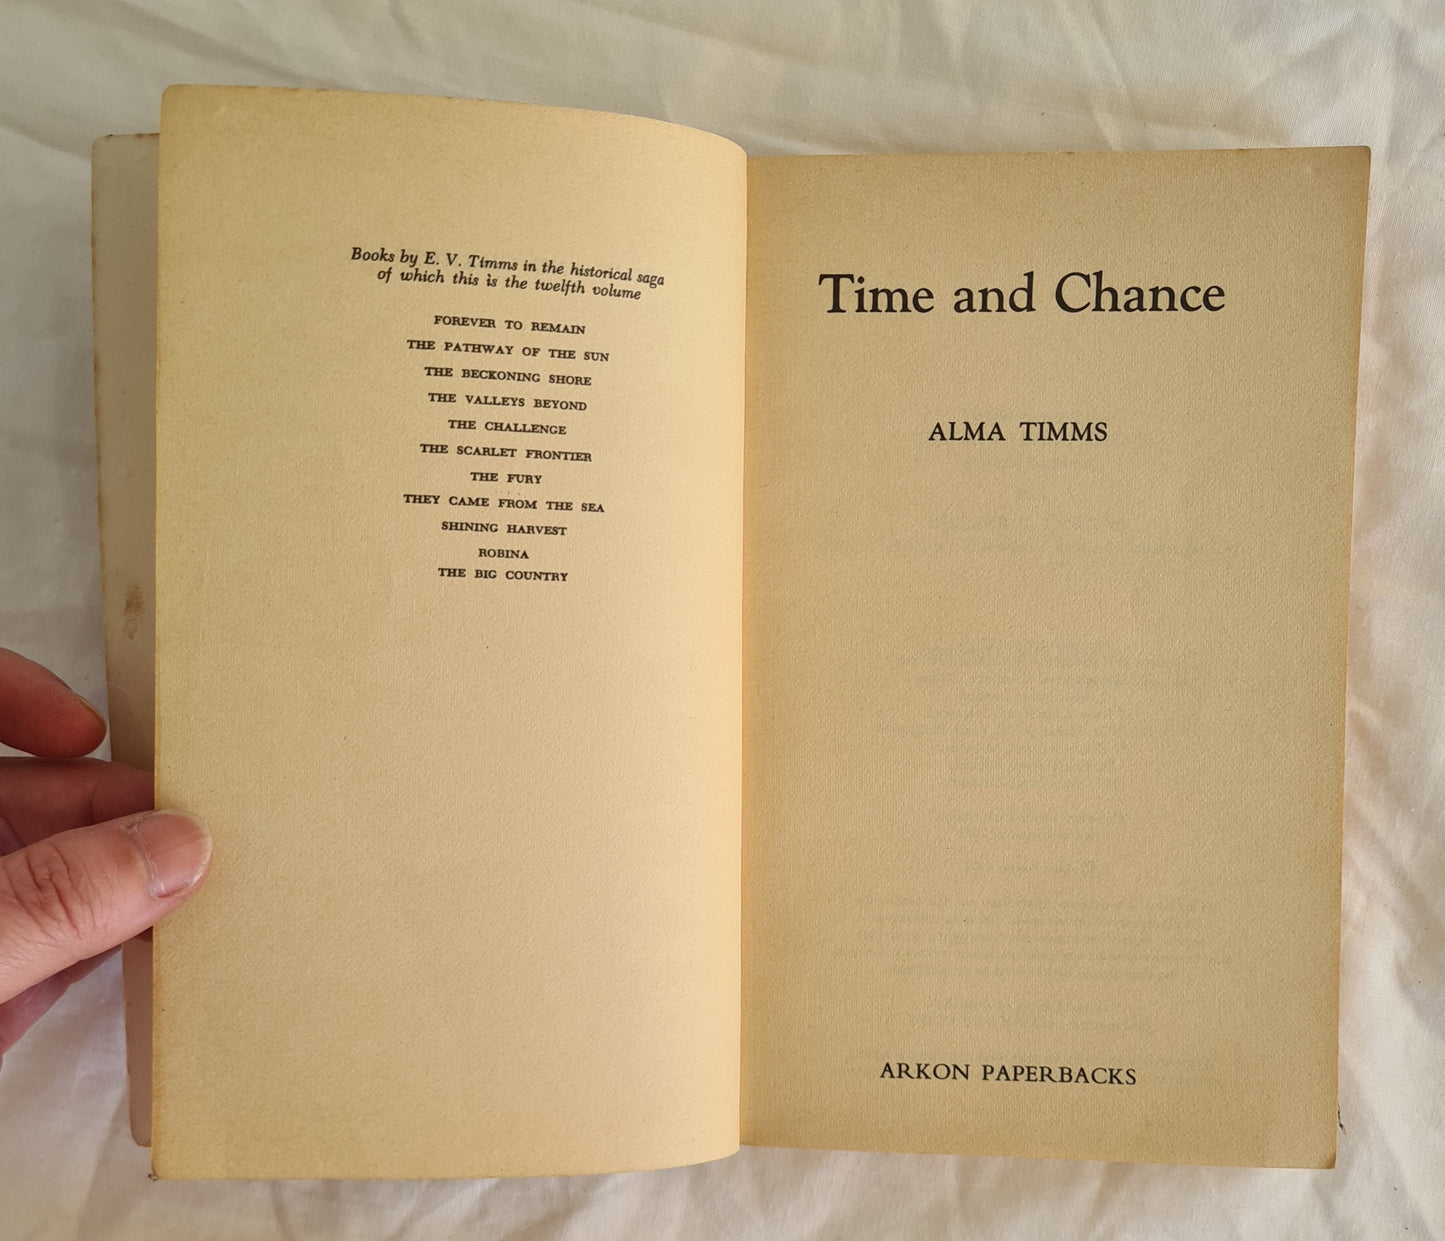 Books by E. V. Timms in the historical saga
of which this is the twelfth volume
FOREVER TO REMAIN
THE PATHWAY OF THE SUN
THE BECKONING SHORE
THE VALLEYS BEYOND
THE CHALLENGE
THE SCARLET FRONTIER
THE FURY
THEY CAME FROM THE SEA
SHINING HARVEST
ROBINA
THE BIG COUNTRY
Time and Chance
ALMA TIMMS
ARKON PAPERBACKS